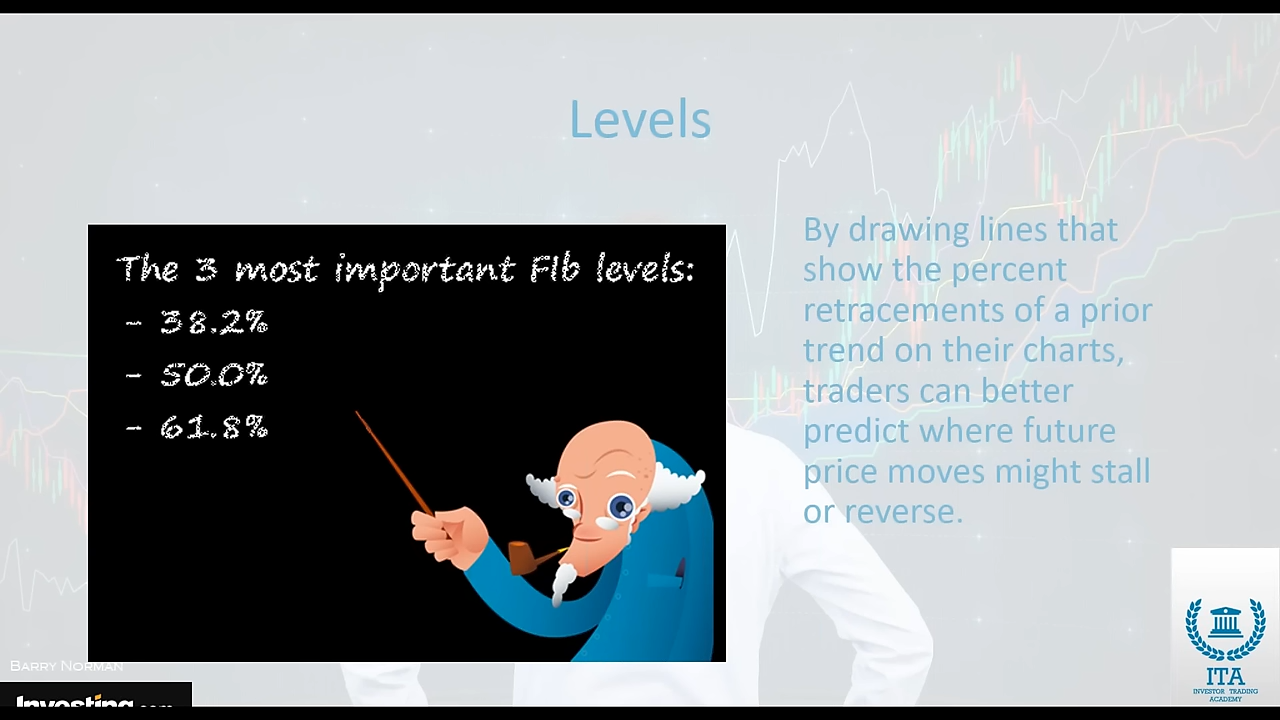 Levels
The 3 most important FIb levels:
- 38.2%
- 50.0%
- 61.8%
By drawing lines that
show the percent
retracements of a prior
trend on their charts,
traders can better
predict where future
price moves might stall
or reverse.
Barry Norman
Investing.com
ITA
INVESTOR TRADING
ACADEMY